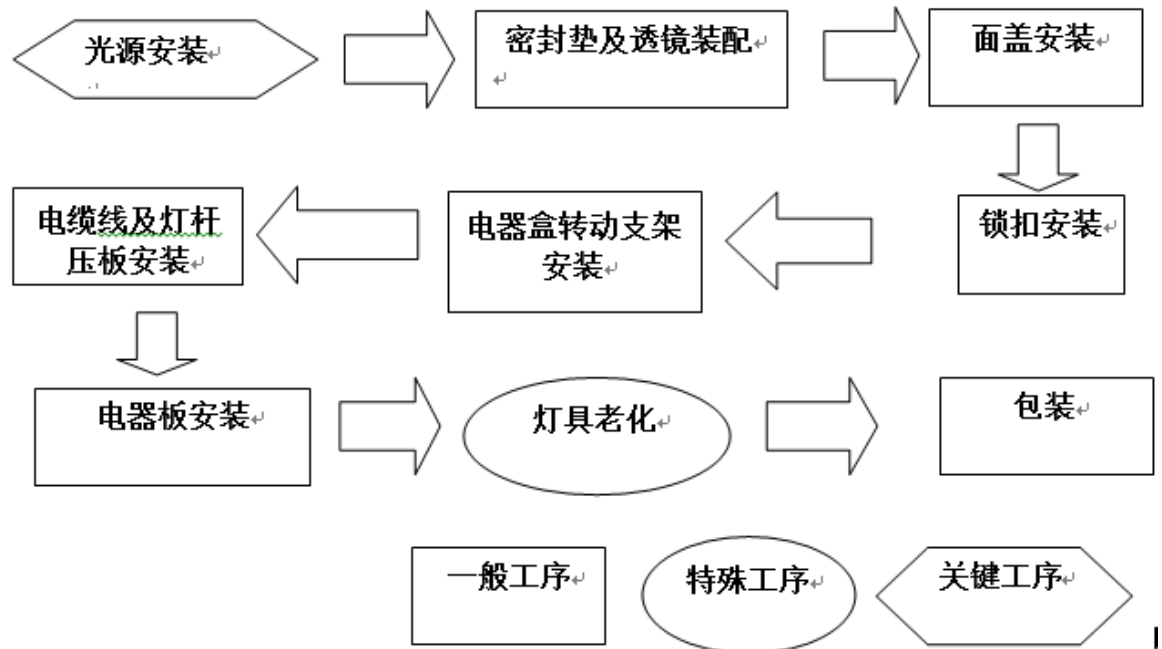 光源安装
密封垫及透镜装配
面盖安装
锁扣安装
电器盒转动支架
安装
电缆线及灯杆
压板安装
电器板安装
灯具老化
包装
一般工序
特殊工序
关键工序